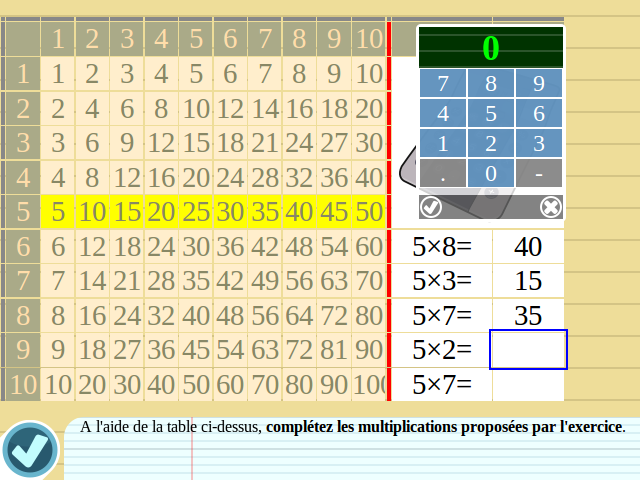 1 2 3 4 5 6 7 8 9 10
1 1 2 3 4 5 6 7 8 9 10
2 2 4 6 8 10 12 14 16 18 20
3 3 6 9 12 15 18 21 24 27 30
4 4 8 12 16 20 24 28 32 36 40
5 5 10 15 20 25 30 35 40 45 50
6 6 12 18 24 30 36 42 48 54 60
7 7 14 21 28 35 42 49 56 63 70
8 8 16 24 32 40 48 56 64 72 80
9 9 18 27 36 45 54 63 72 81 90
10 10 20 30 40 50 60 70 80 90 100
0
7 8 9
4 5 6
1 2 3
. 0 -
5×8= 40
5×3= 15
5×7= 35
5×2=
5×7=
A l'aide de la table ci-dessus, complétez les multiplications proposées par l'exercice.